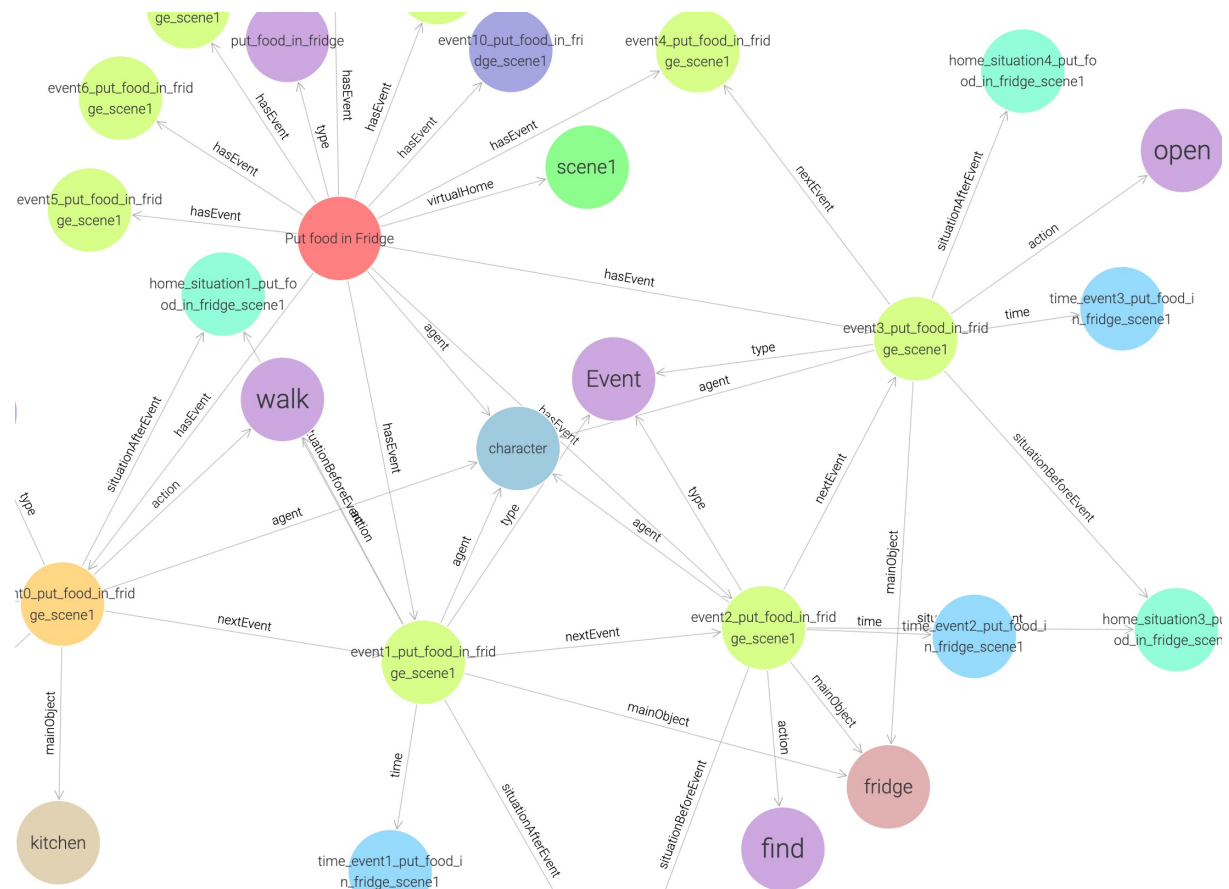 ge_scene1
put_food_in_fridge
event10_put_food_in_fri
dge_scene1
event4_put_food_in_frid
ge_scene1
home_situation4_put_fo
od_in_fridge_scene1
event6_put_food_in_frid
ge_scene1
hasEvent
type
hasEvent
hasEvent
hasEvent
hasEvent
hasEvent
nextEvent
situationAfterEvent
open
scene1
virtualHome
event5_put_food_in_frid
ge_scene1
hasEvent
Put food in Fridge
action
home_situation1_put_fo
od_in_fridge_scene1
hasEvent
time_event3_put_food_i
n_fridge_scene1
time
event3_put_food_in_frid
ge_scene1
agent
type
agent
Event
walk
hasEvent
situationAfterEvent
hasEvent
hasEvent
character
situationBeforeEvent
nextEvent
type
action
action
type
agent
agent
agent
type
mainObject
nt0_put_food_in_frid
ge_scene1
nextEvent
event1_put_food_in_frid
ge_scene1
nextEvent
event2_put_food_in_frid
ge_scene1
time
time_event2_put_food_i
n_fridge_scene1
home_situation3_pu
od_in_fridge_scen
mainObject
mainObject
mainObject
action
time
situationAfterEvent
situationBeforeEvent
fridge
kitchen
find
time_event1_put_food_i
n_fridge_scene1